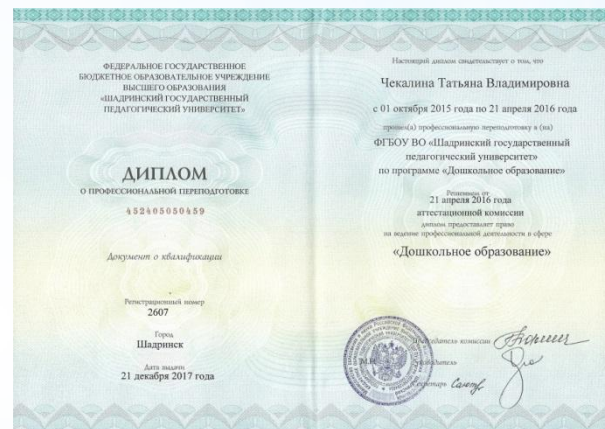 ФЕДЕРАЛЬНОЕ ГОСУДАРСТВЕННОЕ
БЮДЖЕТНОЕ ОБРАЗОВАТЕЛЬНОЕ УЧРЕЖДЕНИЕ
ВЫСШЕГО ОБРАЗОВАНИЯ
«ШАДРИНСКИЙ ГОСУДАРСТВЕННЫЙ
ПЕДАГОГИЧЕСКИЙ УНИВЕРСИТЕТ»
ДИПЛОМ
О ПРОФЕССИОНАЛЬНОЙ ПЕРЕПОДГОТОВКЕ
452405050459
Документ о квалификации
Регистрационный номер
2607
Город
Шадринск
Дата выдачи
21 декабря 2017 года
Настоящий диплом свидетельствует о том, что
Чекалина Татьяна Владимировна
с 01 октября 2015 года по 21 апреля 2016 года
прошел(а) профессиональную переподготовку в (на)
ФГБОУ ВО «Шадринский государственный
педагогический университет»
по программе «Дошкольное образование»
Решением от
21 апреля 2016 года
аттестационной комиссии
диплом предоставляет право
на ведение профессиональной деятельности в сфере
«Дошкольное образование»
Председатель комиссии
Руководитель
Секретарь